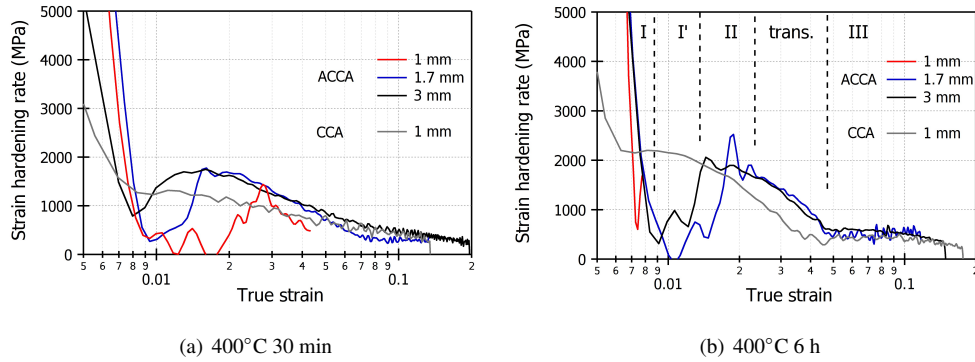 5000
4000
3000
2000
1000
0
Strain hardening rate (MPa)
ACCA
1 mm
1.7 mm
3 mm
CCA
1 mm
5 6 7 8 9 0.01 2 3 4 5 6 7 8 9 0.1 2
True strain
(a) 400°C 30 min
5000
4000
3000
2000
1000
0
Strain hardening rate (MPa)
I I' II trans. III
ACCA
1 mm
1.7 mm
3 mm
CCA
1 mm
5 6 7 8 9 0.01 2 3 4 5 6 7 8 9 0.1 2
True strain
(b) 400°C 6 h